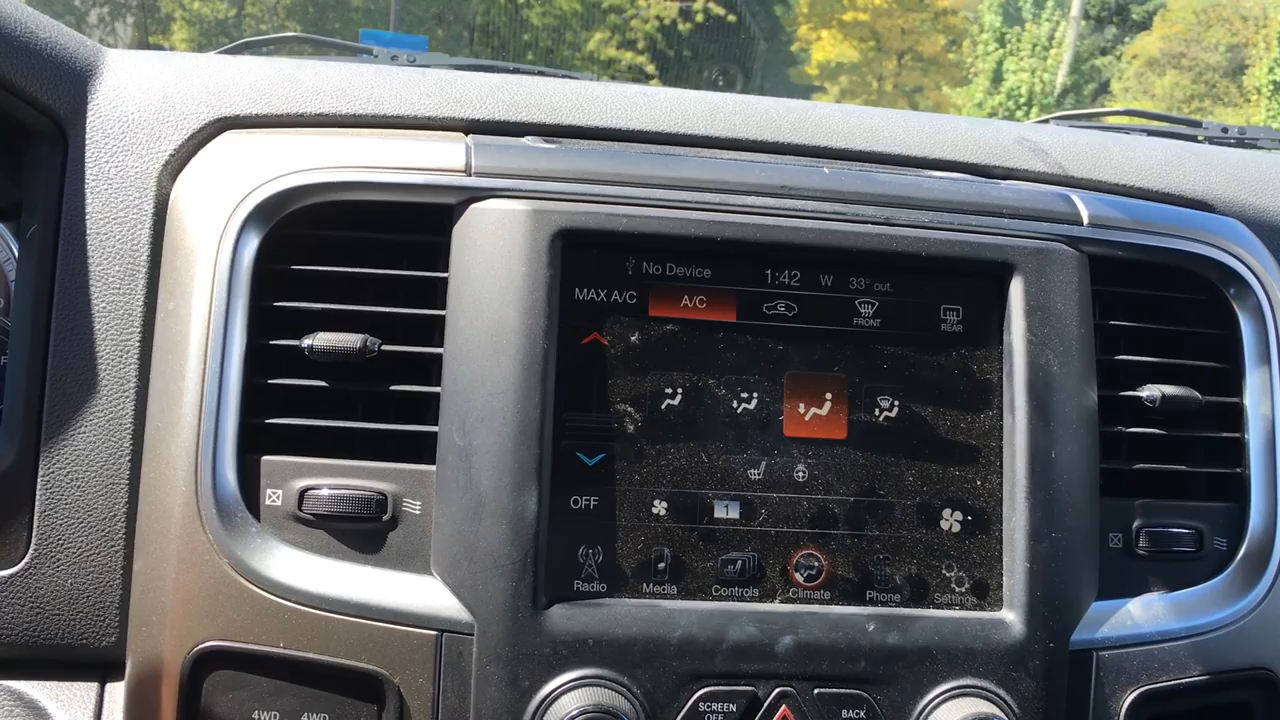 No Device 1:42 W 33° out.
MAX A/C A/C FRONT REAR
1
OFF
Radio Media Controls Climate Phone Settings
4WD 4WD SCREEN OFF BACK